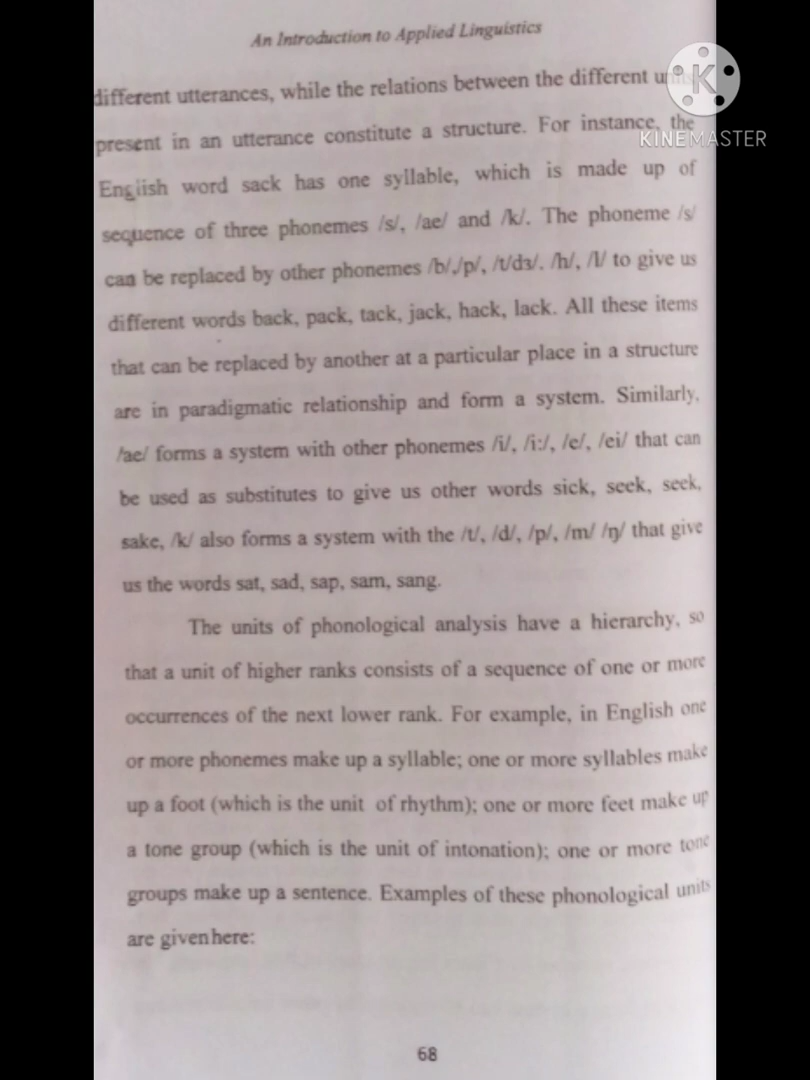 An Introduction to Applied Linguistics
different utterances, while the relations between the different units
present in an utterance constitute a structure. For instance, the
Engiish word sack has one syllable, which is made up of
sequence of three phonemes /s/, /ae/ and /k/. The phoneme /s/
can be replaced by other phonemes /b/,/p/, /t/dɜ/. /h/, /l/ to give us
different words back, pack, tack, jack, hack, lack. All these items
that can be replaced by another at a particular place in a structure
are in paradigmatic relationship and form a system. Similarly,
/ae/ forms a system with other phonemes /i/, /i:/, /e/, /ei/ that can
be used as substitutes to give us other words sick, seek, seek,
sake, /k/ also forms a system with the /t/, /d/, /p/, /m/ /ŋ/ that give
us the words sat, sad, sap, sam, sang.
The units of phonological analysis have a hierarchy, so
that a unit of higher ranks consists of a sequence of one or more
occurrences of the next lower rank. For example, in English one
or more phonemes make up a syllable; one or more syllables make
up a foot (which is the unit of rhythm); one or more feet make up
a tone group (which is the unit of intonation); one or more tone
groups make up a sentence. Examples of these phonological units
are given here:
68
K
KINEMASTER